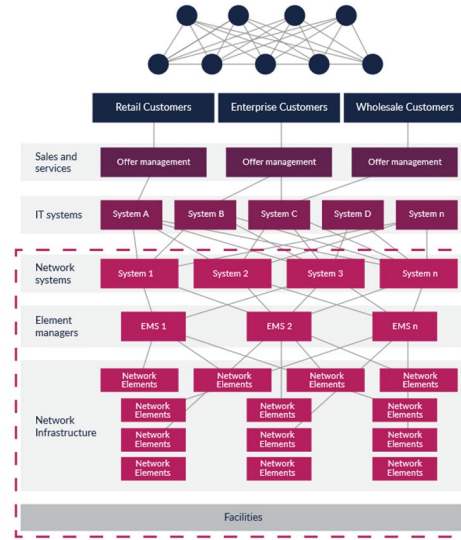 Retail Customers
Enterprise Customers
Wholesale Customers
Sales and
services
Offer management
Offer management
Offer management
IT systems
System A
System B
System C
System D
System n
Network
systems
System 1
System 2
System 3
System n
Element
managers
EMS 1
EMS 2
EMS n
Network
Infrastructure
Network
Elements
Network
Elements
Network
Elements
Network
Elements
Network
Elements
Network
Elements
Network
Elements
Network
Elements
Network
Elements
Network
Elements
Network
Elements
Network
Elements
Network
Elements
Facilities